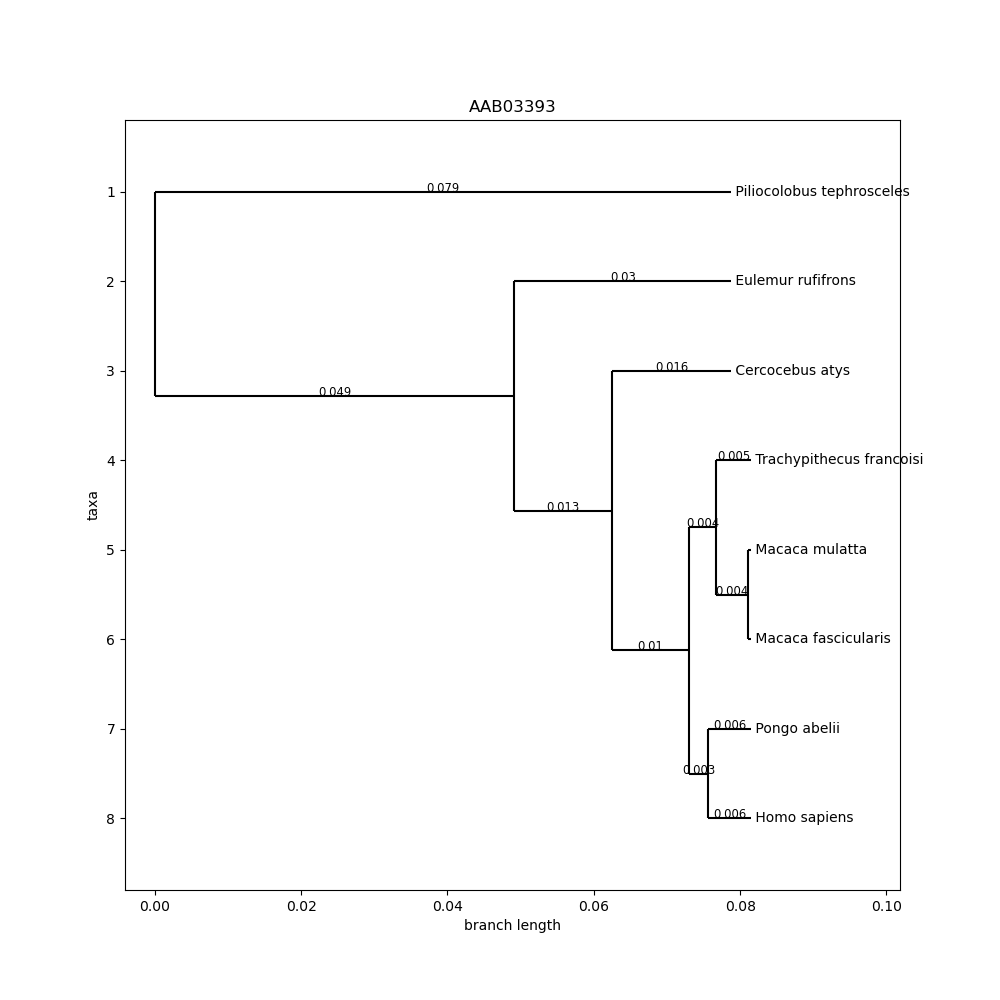 AAB03393
1
0.079
Piliocolobus tephrosceles
2
0.03
Eulemur rufifrons
3
0.016
Cercocebus atys
0.049
4
0.005
Trachypithecus francoisi
taxa
0.013
0.004
5
Macaca mulatta
0.004
6
Macaca fascicularis
0.01
7
0.006
Pongo abelii
0.003
8
0.006
Homo sapiens
0.00 0.02 0.04 0.06 0.08 0.10
branch length